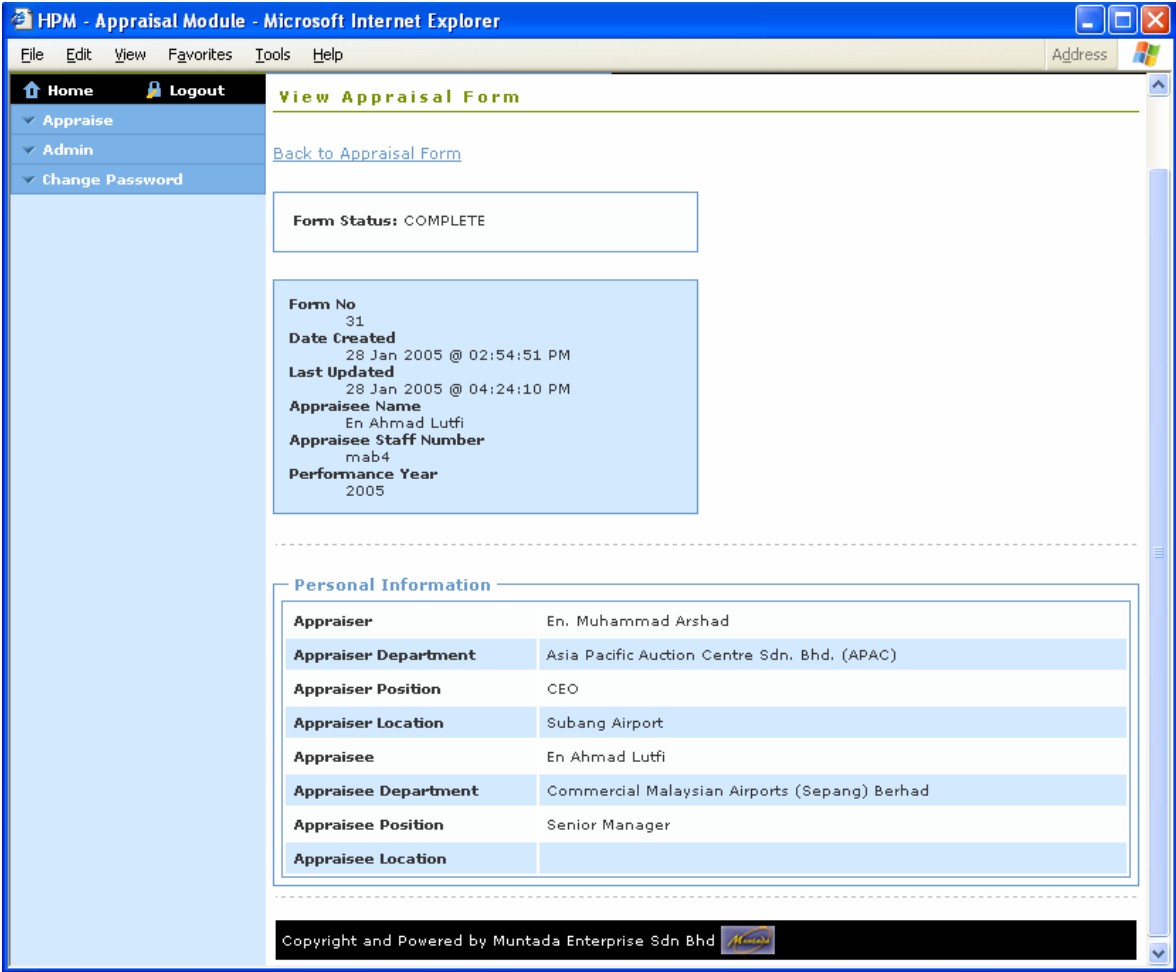 HPM - Appraisal Module - Microsoft Internet Explorer
File Edit View Favorites Tools Help Address
Home Logout
Appraise
Admin
Change Password
View Appraisal Form
Back to Appraisal Form
Form Status: COMPLETE
Form No
31
Date Created
28 Jan 2005 @ 02:54:51 PM
Last Updated
28 Jan 2005 @ 04:24:10 PM
Appraisee Name
En Ahmad Lutfi
Appraisee Staff Number
mab4
Performance Year
2005
Personal Information
Appraiser En. Muhammad Arshad
Appraiser Department Asia Pacific Auction Centre Sdn. Bhd. (APAC)
Appraiser Position CEO
Appraiser Location Subang Airport
Appraisee En Ahmad Lutfi
Appraisee Department Commercial Malaysian Airports (Sepang) Berhad
Appraisee Position Senior Manager
Appraisee Location
Copyright and Powered by Muntada Enterprise Sdn Bhd Muntada